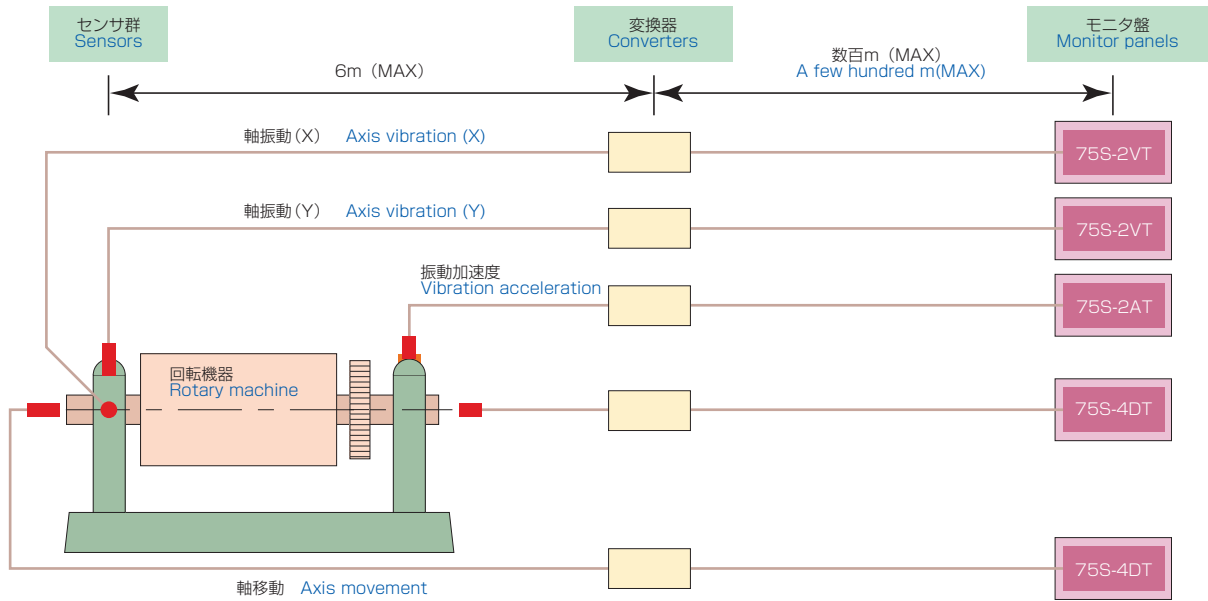 センサ群
Sensors
変換器
Converters
モニタ盤
Monitor panels
6m（MAX）
数百m（MAX）
A few hundred m(MAX)
軸振動（X） Axis vibration (X)
75S-2VT
軸振動（Y） Axis vibration (Y)
75S-2VT
振動加速度
Vibration acceleration
75S-2AT
回転機器
Rotary machine
75S-4DT
軸移動 Axis movement
75S-4DT